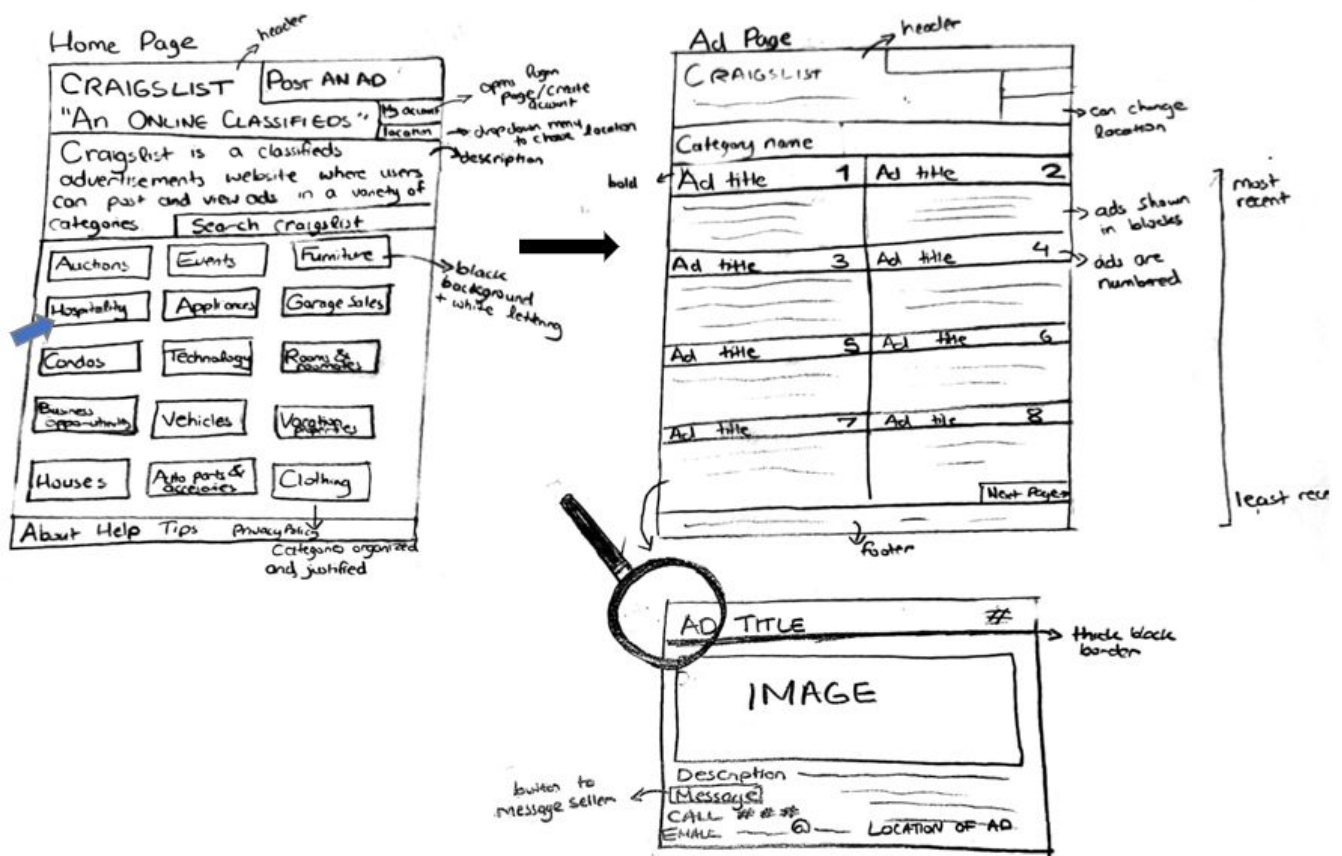 Home Page
header
CRAIGSLIST
POST AN AD
"AN ONLINE CLASSIFIEDS"
My account
opens login page/create account
location
dropdown menu to choose location
Craigslist is a classifieds
advertisements website where users
can post and view ads in a variety of
categories
description
Search craigslist
Auctions Events Furniture
black
background
+ white lettering
Hospitality Appliances Garage Sales
Condos Technology Rooms &
Business Vehicles Vacation
Houses Auto parts & Clothing
About Help Tips Privacy Policy
Categories organized
and justified
Ad Page
header
CRAIGSLIST
can change
location
Category name
bold
Ad title 1 Ad title 2
ads shown
in blocks
Ad title 3 Ad title 4
ads are
numbered
Ad title 5 Ad title 6
Ad title 7 Ad title 8
Next Page
footer
most
recent
least rece
AD TITLE #
thick black
border
IMAGE
Description
Message
button to
message seller
CALL ###
EMAIL @ LOCATION OF AD